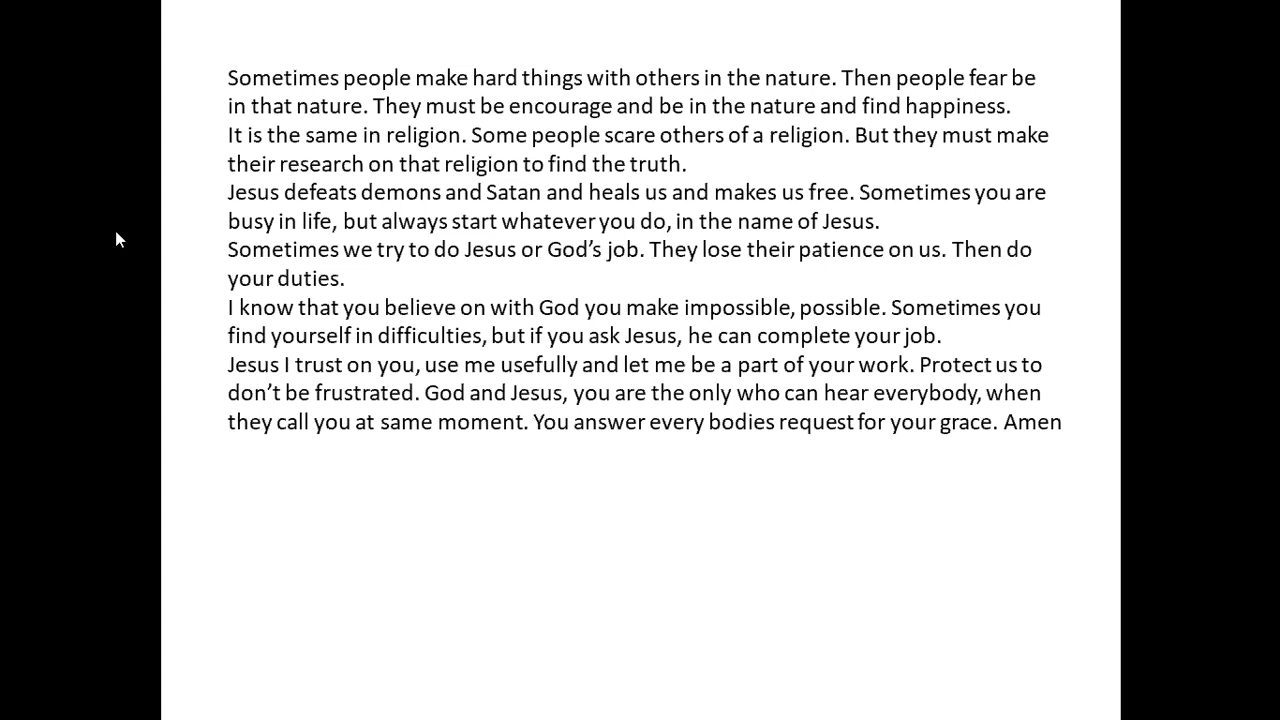 Sometimes people make hard things with others in the nature. Then people fear be
in that nature. They must be encourage and be in the nature and find happiness.
It is the same in religion. Some people scare others of a religion. But they must make
their research on that religion to find the truth.
Jesus defeats demons and Satan and heals us and makes us free. Sometimes you are
busy in life, but always start whatever you do, in the name of Jesus.
Sometimes we try to do Jesus or God’s job. They lose their patience on us. Then do
your duties.
I know that you believe on with God you make impossible, possible. Sometimes you
find yourself in difficulties, but if you ask Jesus, he can complete your job.
Jesus I trust on you, use me usefully and let me be a part of your work. Protect us to
don’t be frustrated. God and Jesus, you are the only who can hear everybody, when
they call you at same moment. You answer every bodies request for your grace. Amen